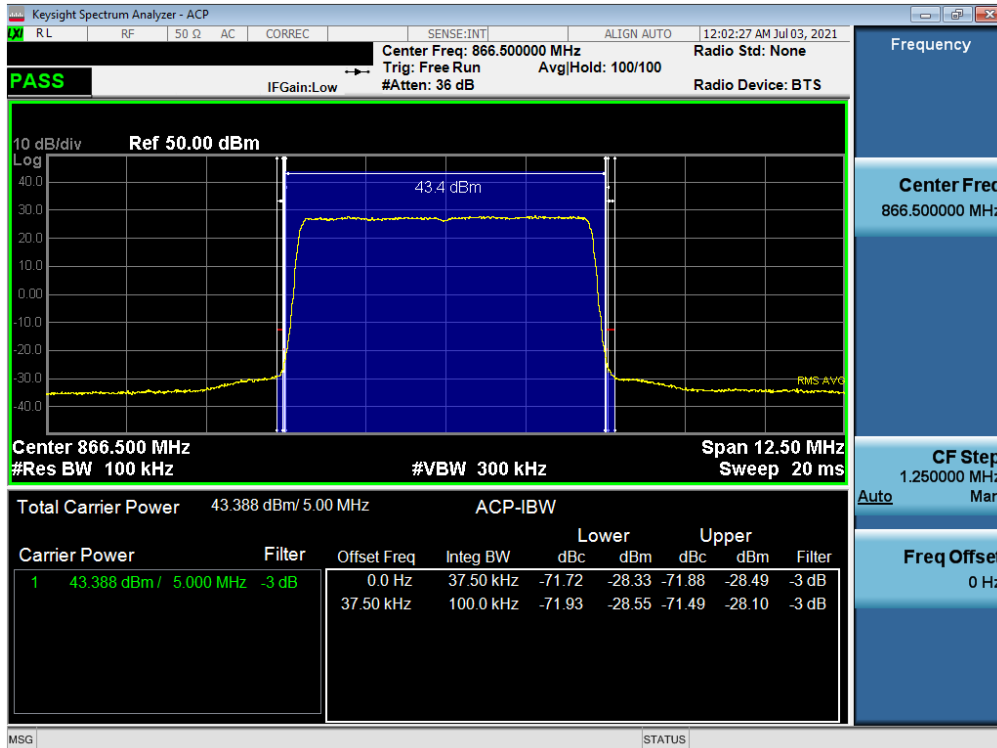 Keysight Spectrum Analyzer - ACP
LXI RL RF 50 Ω AC CORREC SENSE:INT ALIGN AUTO 12:02:27 AM Jul 03, 2021
Center Freq: 866.500000 MHz Radio Std: None
Trig: Free Run Avg|Hold: 100/100
PASS IFGain:Low #Atten: 36 dB Radio Device: BTS
Frequency
10 dB/div Ref 50.00 dBm
Log
40.0
30.0
20.0
10.0
0.00
-10.0
-20.0
-30.0
-40.0
43.4 dBm
RMS AVG
Center 866.500 MHz Span 12.50 MHz
#Res BW 100 kHz #VBW 300 kHz Sweep 20 ms
Total Carrier Power 43.388 dBm/ 5.00 MHz ACP-IBW
Lower Upper
Carrier Power Filter Offset Freq Integ BW dBc dBm dBc dBm Filter
1 43.388 dBm / 5.000 MHz -3 dB 0.0 Hz 37.50 kHz -71.72 -28.33 -71.88 -28.49 -3 dB
37.50 kHz 100.0 kHz -71.93 -28.55 -71.49 -28.10 -3 dB
Center Freq
866.500000 MHz
CF Step
1.250000 MHz
Auto Man
Freq Offset
0 Hz
MSG STATUS